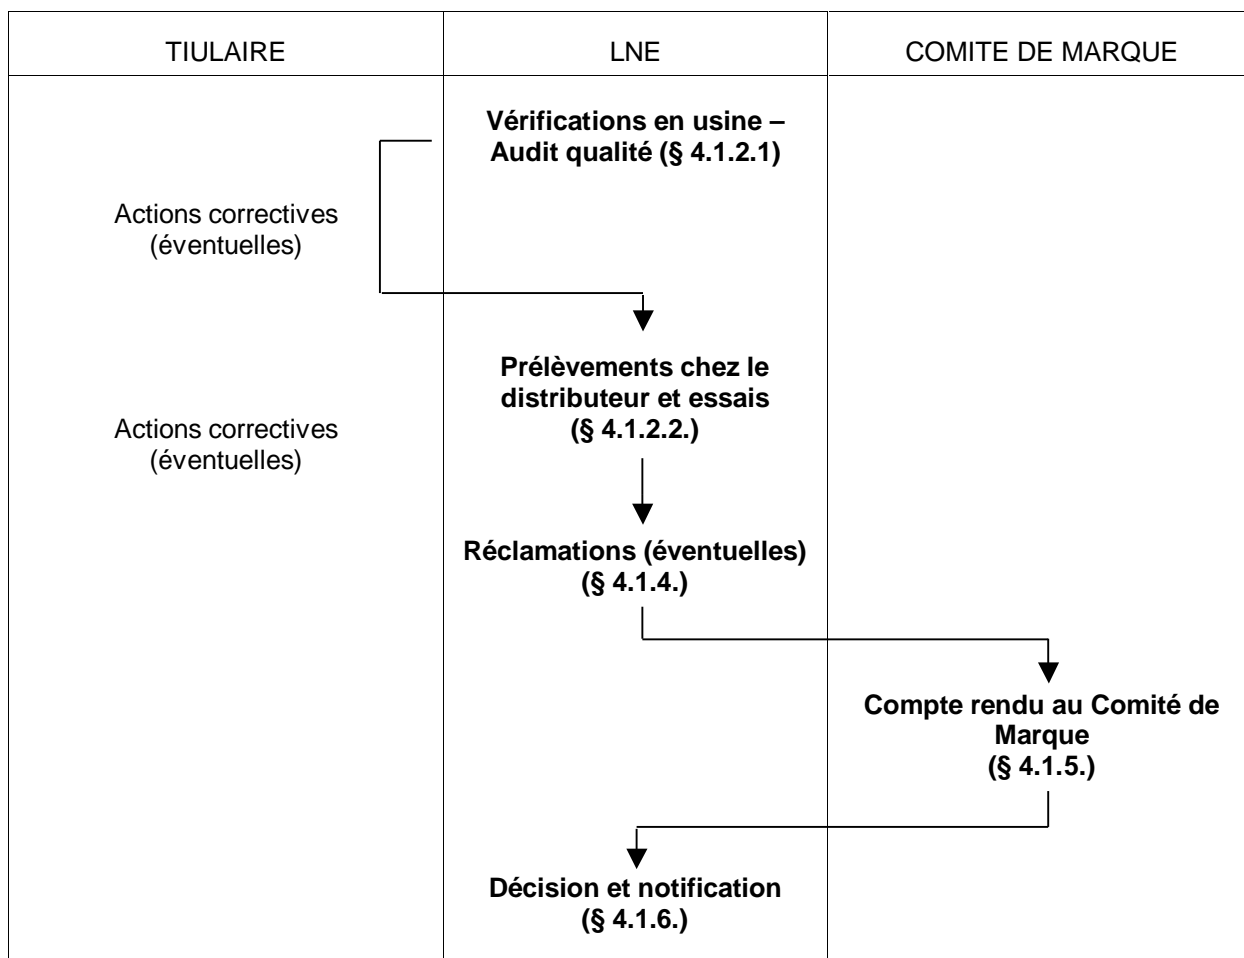 TIULAIRE
LNE
COMITE DE MARQUE
Vérifications en usine –
Audit qualité (§ 4.1.2.1)
Actions correctives
(éventuelles)
Prélèvements chez le
distributeur et essais
(§ 4.1.2.2.)
Actions correctives
(éventuelles)
Réclamations (éventuelles)
(§ 4.1.4.)
Compte rendu au Comité de
Marque
(§ 4.1.5.)
Décision et notification
(§ 4.1.6.)